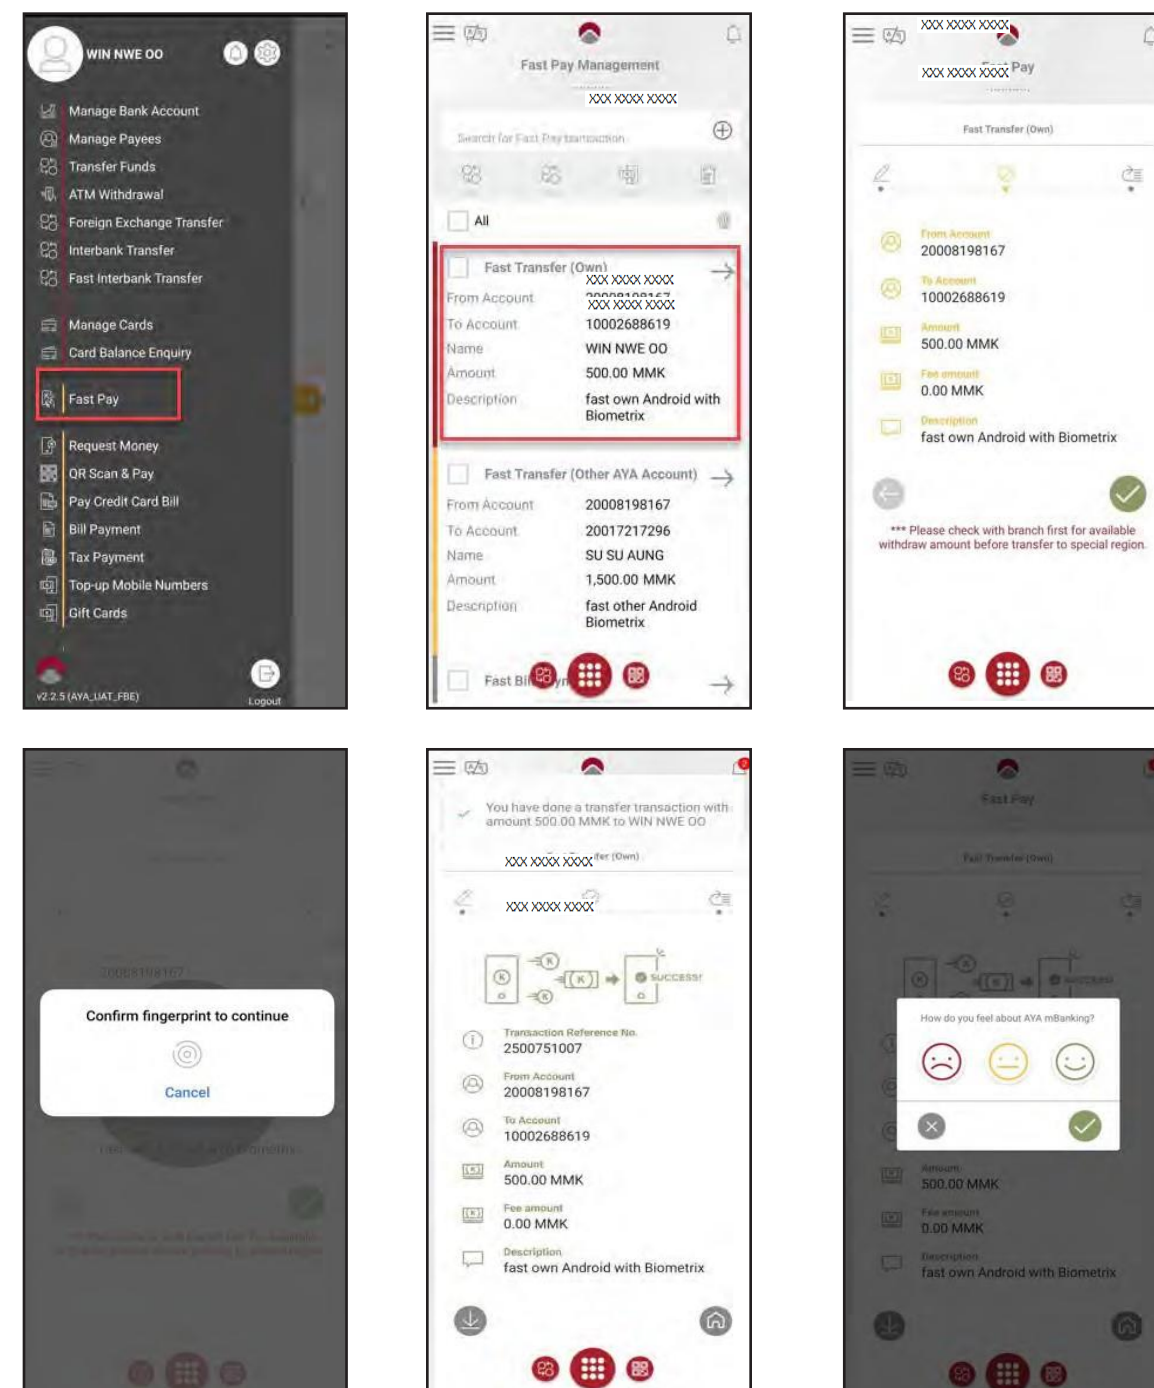 WIN NWE OO
Manage Bank Account
Manage Payees
Transfer Funds
ATM Withdrawal
Foreign Exchange Transfer
Interbank Transfer
Fast Interbank Transfer
Manage Cards
Card Balance Enquiry
Fast Pay
Request Money
QR Scan & Pay
Pay Credit Card Bill
Bill Payment
Tax Payment
Top-up Mobile Numbers
Gift Cards
v2.2.5 (AYA_UAT_FBE)
Logout
Fast Pay Management
XXX XXXX XXXX
Search for Fast Pay transaction
All
Fast Transfer (Own)
XXX XXXX XXXX
From Account 20008198167
XXX XXXX XXXX
To Account 10002688619
Name WIN NWE OO
Amount 500.00 MMK
Description fast own Android with
Biometrix
Fast Transfer (Other AYA Account)
From Account 20008198167
To Account 20017217296
Name SU SU AUNG
Amount 1,500.00 MMK
Description fast other Android
Biometrix
XXX XXXX XXXX
XXX XXXX XXXX Pay
Fast Transfer (Own)
From Account
20008198167
To Account
10002688619
Amount
500.00 MMK
Fee amount
0.00 MMK
Description
fast own Android with Biometrix
*** Please check with branch first for available
withdraw amount before transfer to special region.
20008198167
Confirm fingerprint to continue
Cancel
You have done a transfer transaction with
amount 500.00 MMK to WIN NWE OO
XXX XXXX XXXX (Own)
XXX XXXX XXXX
SUCCESS!
Transaction Reference No.
2500751007
From Account
20008198167
To Account
10002688619
Amount
500.00 MMK
Fee amount
0.00 MMK
Description
fast own Android with Biometrix
2
Fast Pay
Fast Transfer (Own)
How do you feel about AYA mBanking?
Amount
500.00 MMK
Fee amount
0.00 MMK
Description
fast own Android with Biometrix